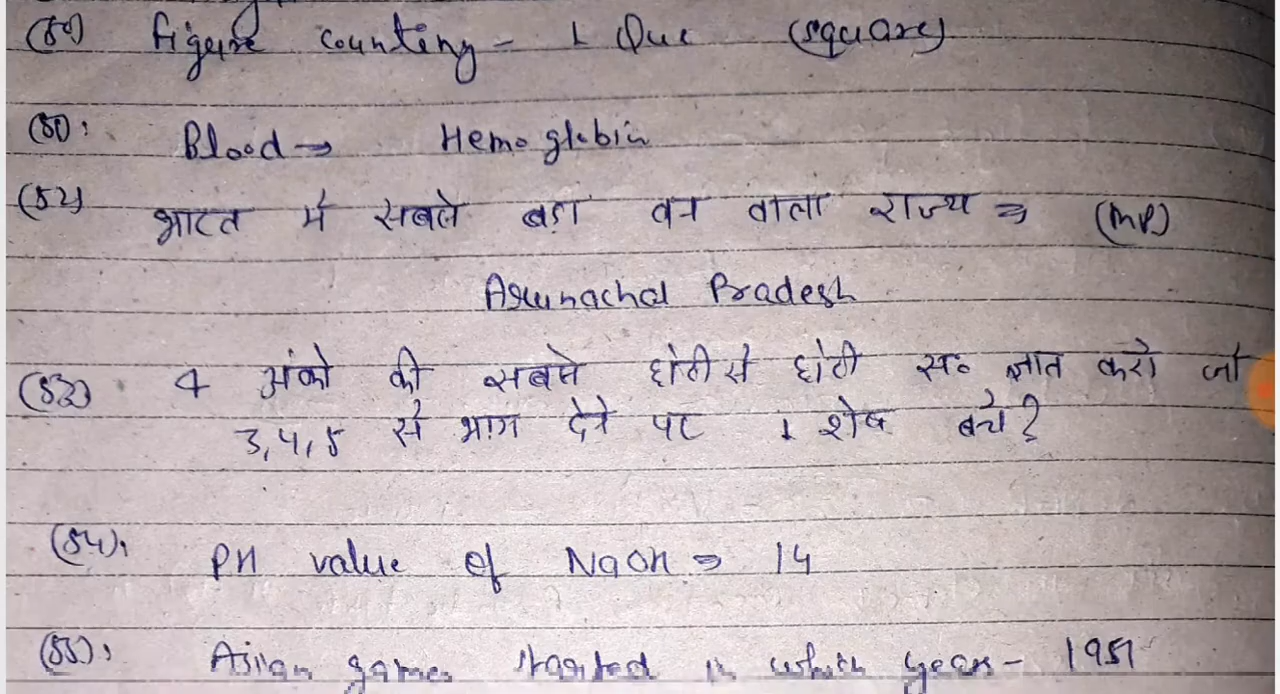 (50) figure counting - 1 Que (square)
(51): Blood → Hemoglobin
(52) भारत में सबसे बड़ा वन वाला राज्य ⇒ (MP)
Arunachal Pradesh
(53) 4 अंको की सबसे छोटी से छोटी सं० ज्ञात करो जो
3,4,5 से भाग देने पर 1 शेष बचे?
(54), PH value of NaOH ⇒ 14
(55), Asian games started in which year - 1951